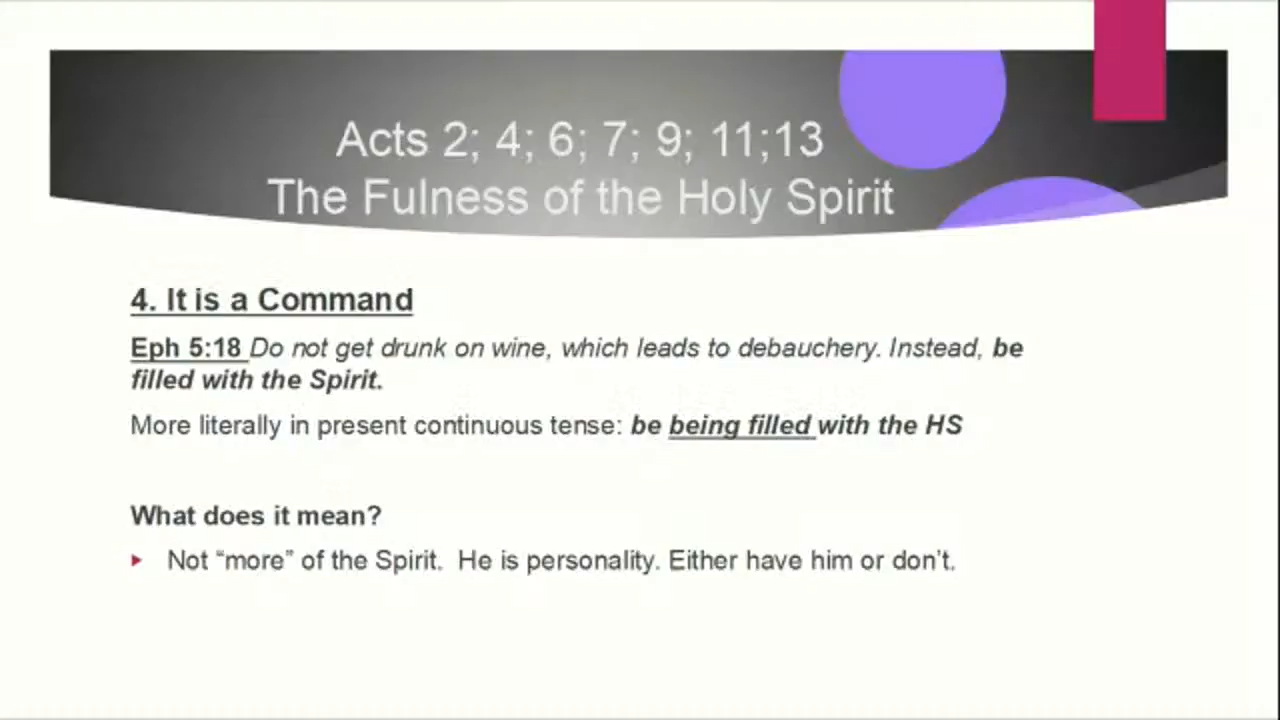 Acts 2; 4; 6; 7; 9; 11;13
The Fulness of the Holy Spirit
4. It is a Command
Eph 5:18 Do not get drunk on wine, which leads to debauchery. Instead, be
filled with the Spirit.
More literally in present continuous tense: be being filled with the HS
What does it mean?
Not “more” of the Spirit.  He is personality. Either have him or don’t.